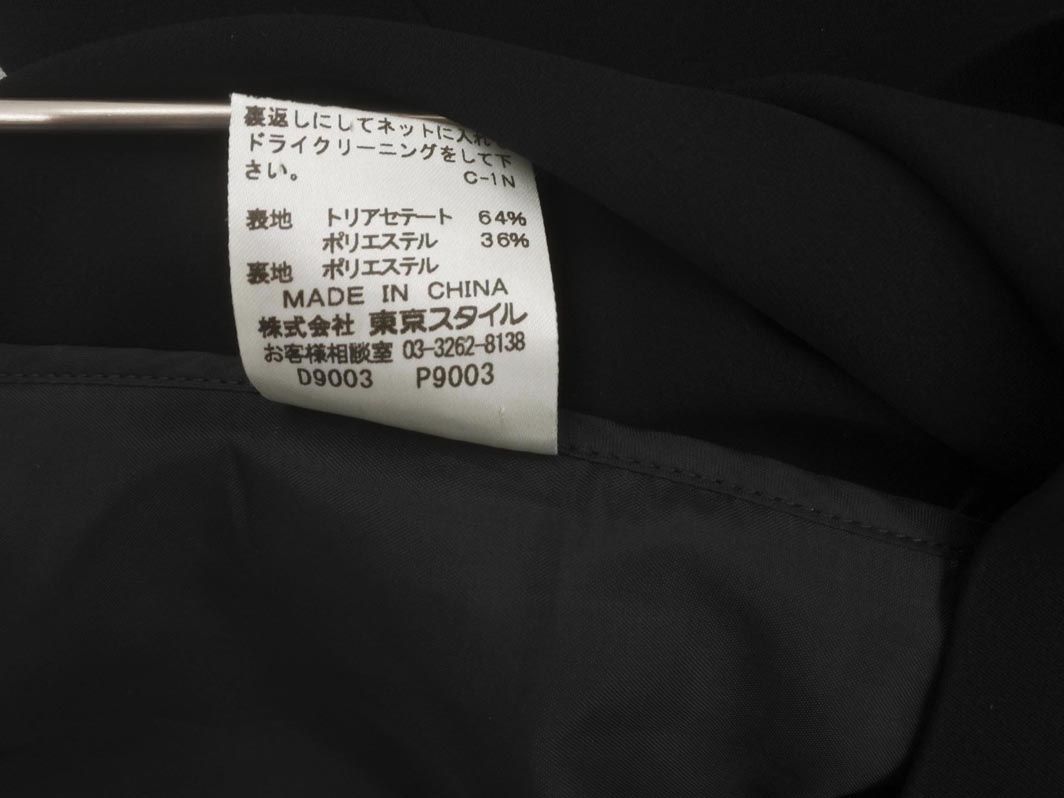 裏返しにしてネットに入れて
ドライクリーニングをして下
さい。 C-1N
表地 トリアセテート 64%
ポリエステル 36%
裏地 ポリエステル
MADE IN CHINA
株式会社 東京スタイル
お客様相談室 03-3262-8138
D9003 P9003